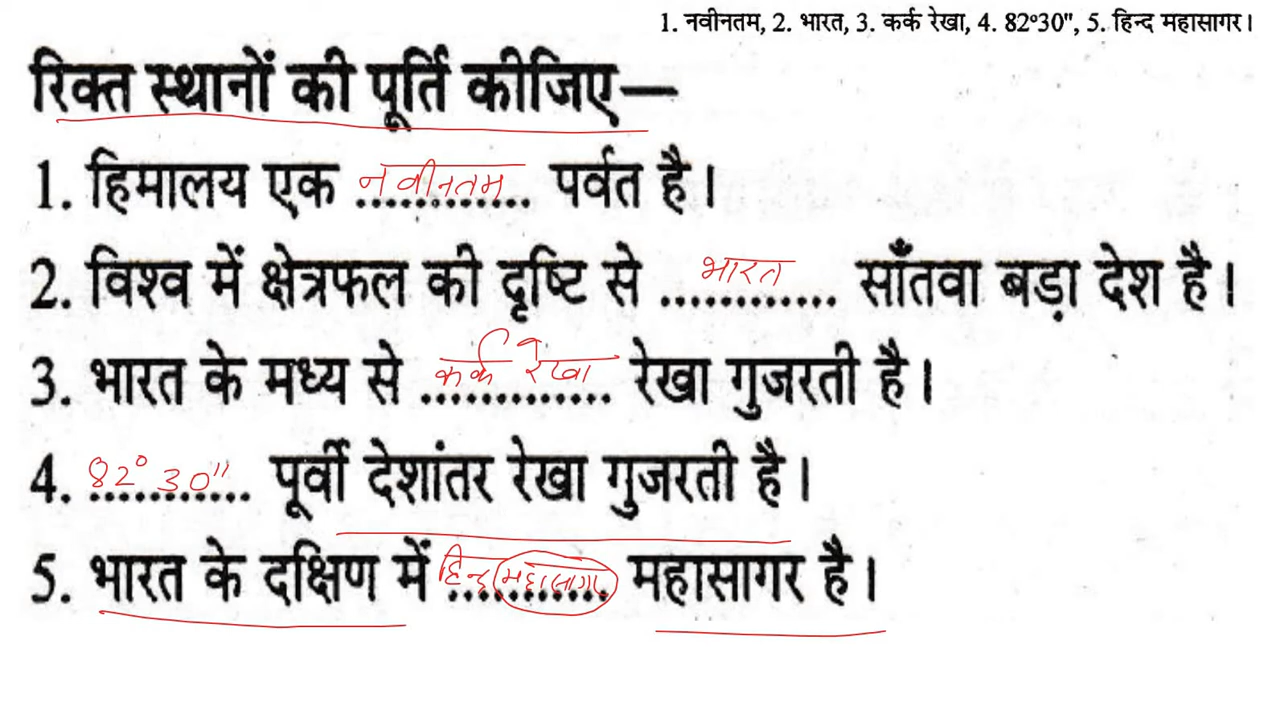 1. नवीनतम, 2. भारत, 3. कर्क रेखा, 4. 82º30", 5. हिन्द महासागर।
रिक्त स्थानों की पूर्ति कीजिए—
1. हिमालय एक नवीनतम पर्वत है।
2. विश्व में क्षेत्रफल की दृष्टि से भारत साँतवा बड़ा देश है।
3. भारत के मध्य से कर्क रेखा रेखा गुजरती है।
4. 82° 30" पूर्वी देशांतर रेखा गुजरती है।
5. भारत के दक्षिण में हिन्द महासागर महासागर है।